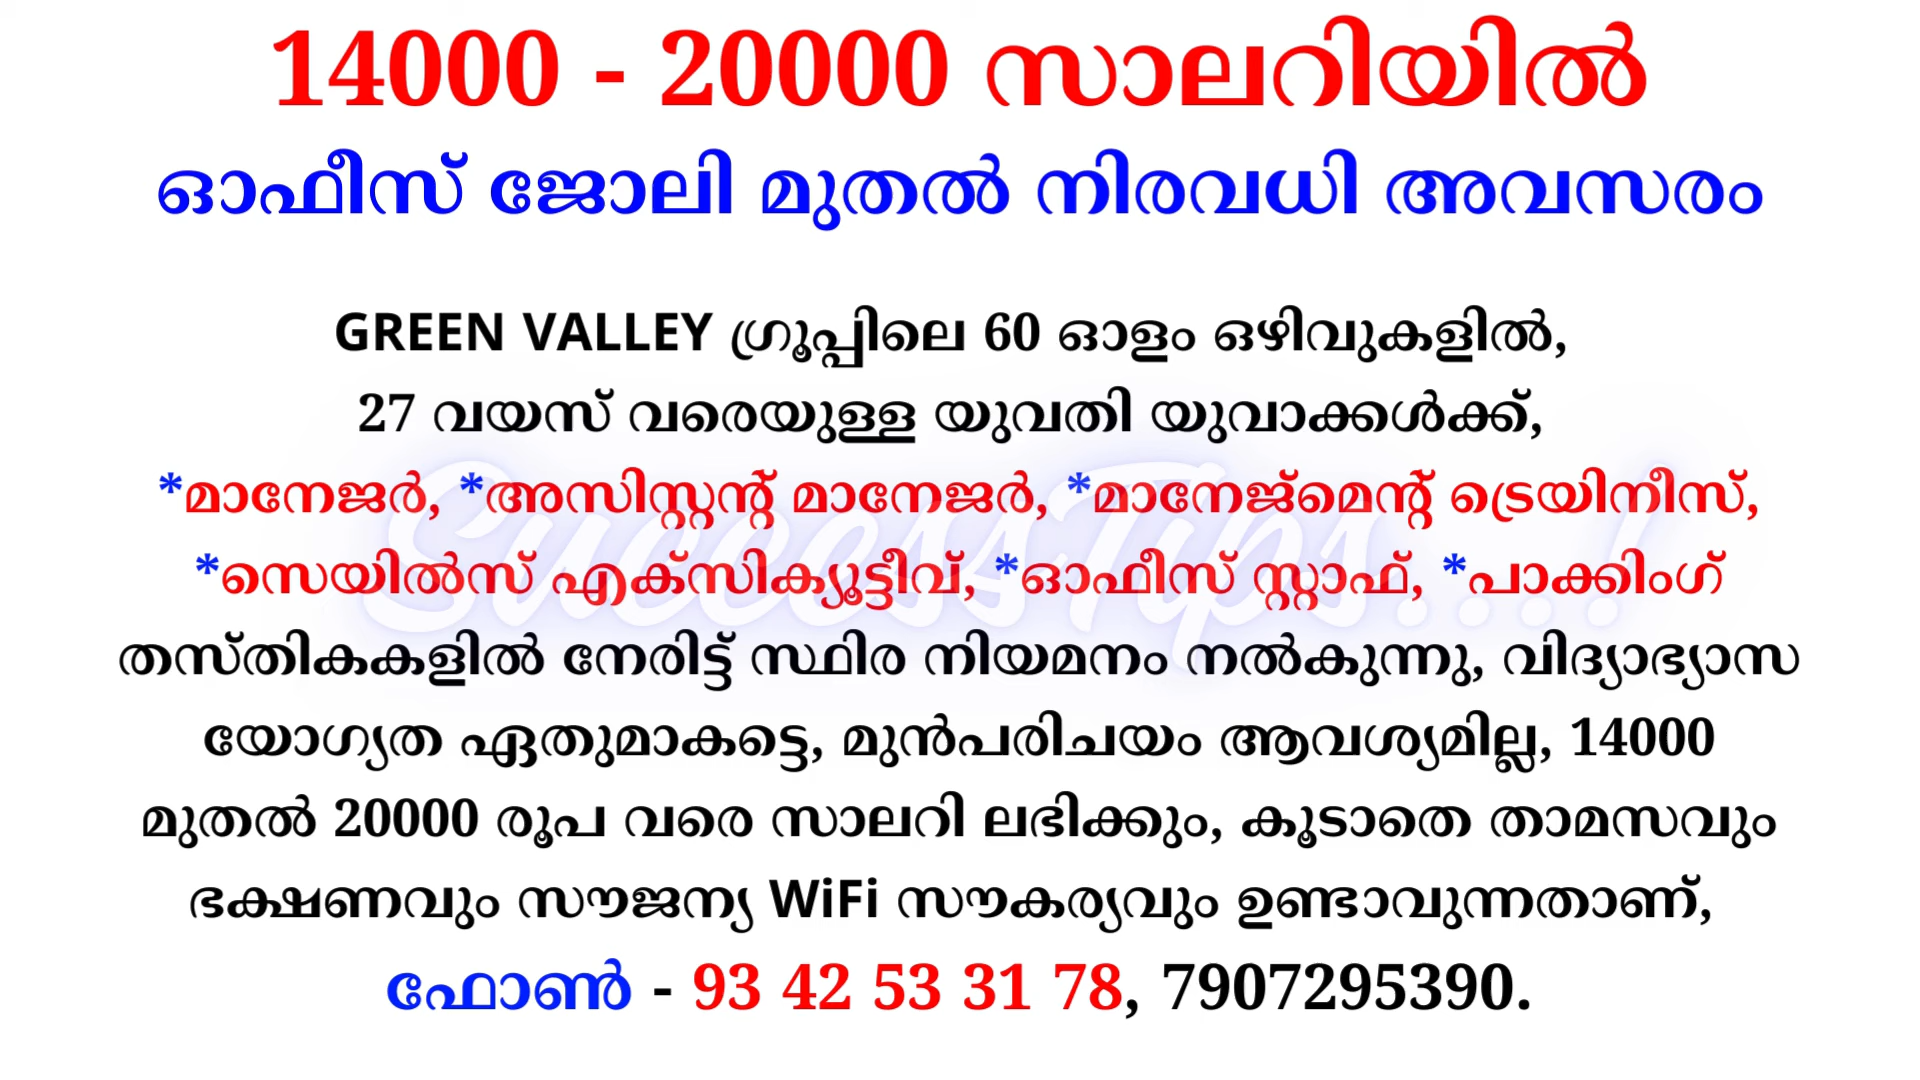 14000 - 20000 സാലറിയിൽ
ഓഫീസ് ജോലി മുതൽ നിരവധി അവസരം
GREEN VALLEY ഗ്രൂപ്പിലെ 60 ഓളം ഒഴിവുകളിൽ,
27 വയസ് വരെയുള്ള യുവതി യുവാക്കൾക്ക്,
*മാനേജർ, *അസിസ്റ്റന്റ് മാനേജർ, *മാനേജ്മെന്റ് ട്രെയിനീസ്,
*സെയിൽസ് എക്സിക്യൂട്ടീവ്, *ഓഫീസ് സ്റ്റാഫ്, *പാക്കിംഗ്
SuccessTips....!
തസ്തികകളിൽ നേരിട്ട് സ്ഥിര നിയമനം നൽകുന്നു, വിദ്യാഭ്യാസ
യോഗ്യത ഏതുമാകട്ടെ, മുൻപരിചയം ആവശ്യമില്ല, 14000
മുതൽ 20000 രൂപ വരെ സാലറി ലഭിക്കും, കൂടാതെ താമസവും
ഭക്ഷണവും സൗജന്യ WiFi സൗകര്യവും ഉണ്ടാവുന്നതാണ്,
ഫോൺ - 93 42 53 31 78, 7907295390.